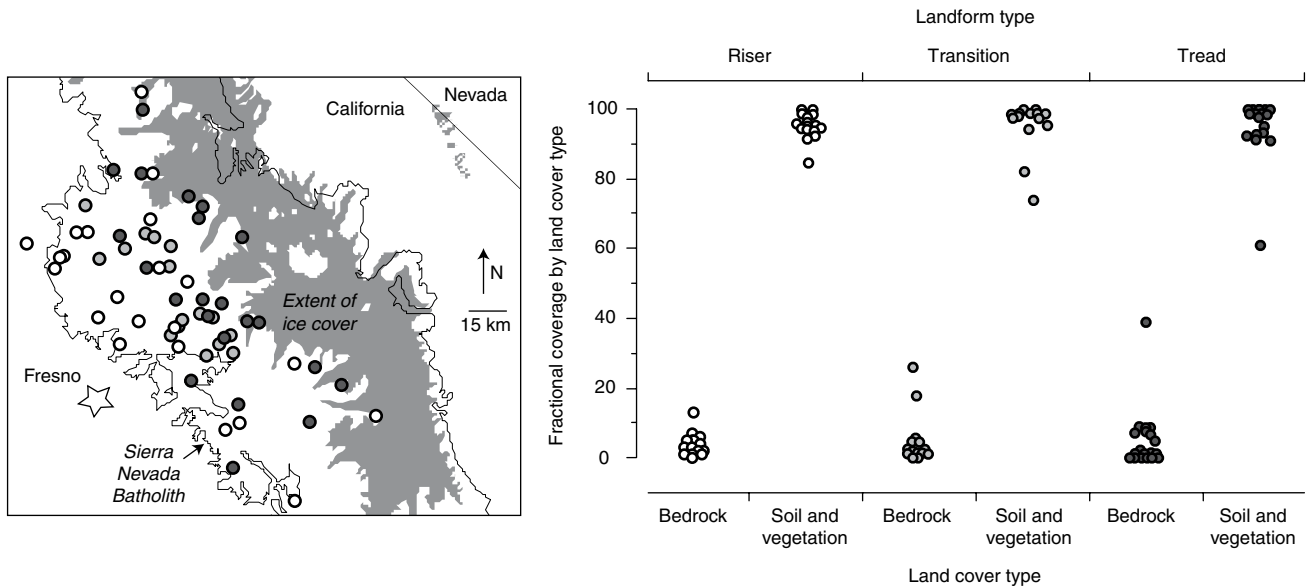 California
Nevada
N
15 km
Extent of
ice cover
Fresno
Sierra
Nevada
Batholith
Landform type
Riser
Transition
Tread
Fractional coverage by land cover type
100
80
60
40
20
0
Bedrock
Soil and
vegetation
Bedrock
Soil and
vegetation
Bedrock
Soil and
vegetation
Land cover type